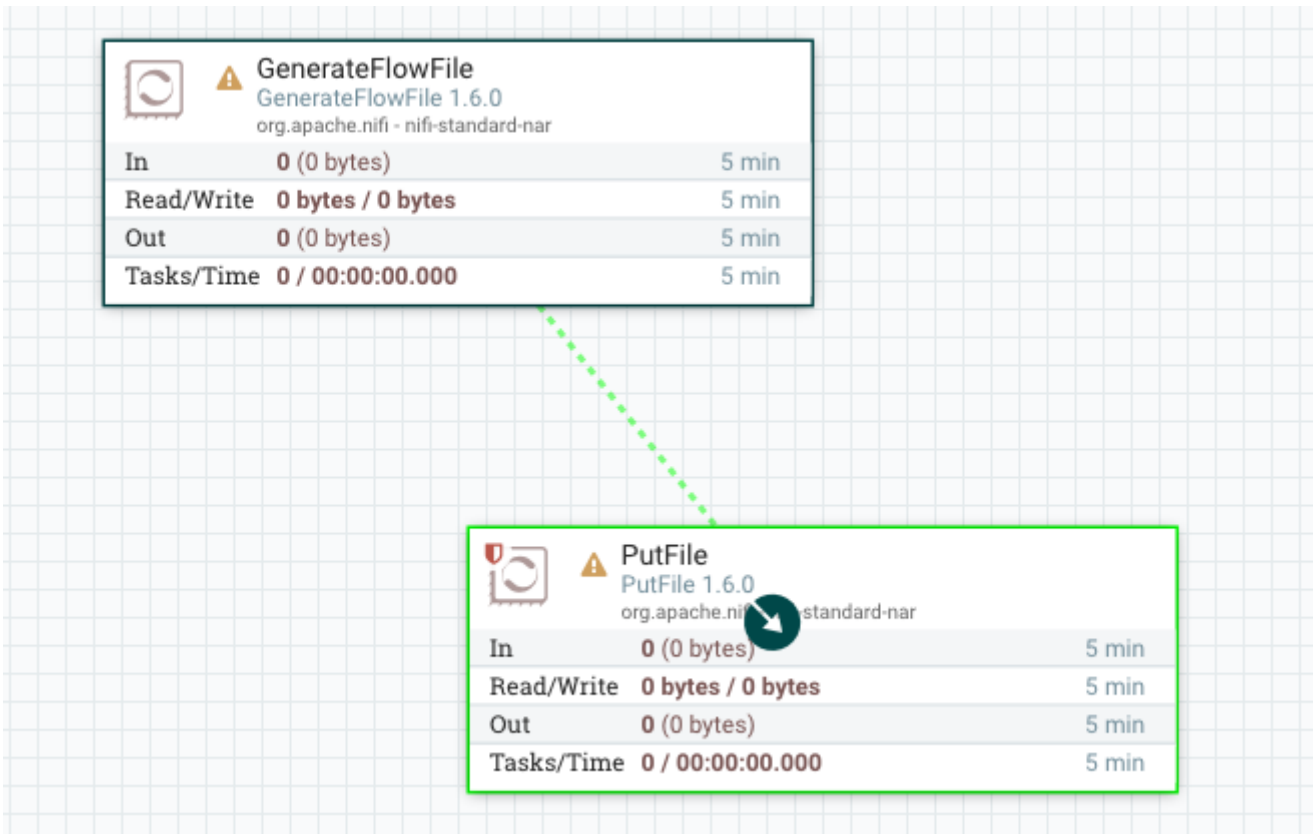 GenerateFlowFile
GenerateFlowFile 1.6.0
org.apache.nifi - nifi-standard-nar
In 0 (0 bytes) 5 min
Read/Write 0 bytes / 0 bytes 5 min
Out 0 (0 bytes) 5 min
Tasks/Time 0 / 00:00:00.000 5 min
PutFile
PutFile 1.6.0
org.apache.ni -standard-nar
In 0 (0 bytes) 5 min
Read/Write 0 bytes / 0 bytes 5 min
Out 0 (0 bytes) 5 min
Tasks/Time 0 / 00:00:00.000 5 min